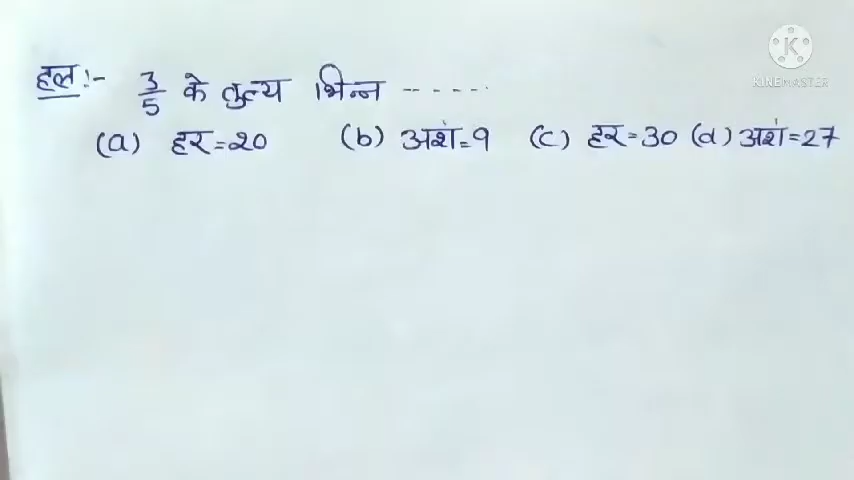 हल:- 3/5 के तुल्य भिन्न -----
(a) हर=20 (b) अंश=9 (c) हर=30 (d) अंश=27
KINEMASTER